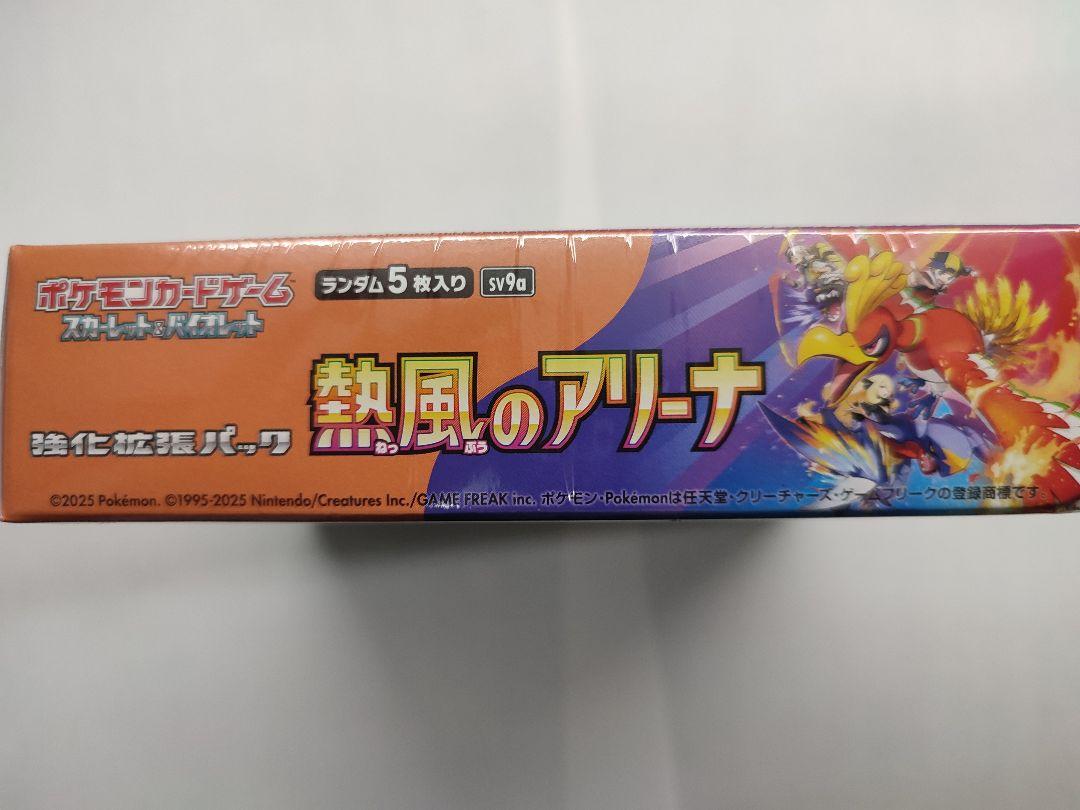 ポケモンカードゲーム
スカーレット&バイオレット
ランダム5枚入り sv9a
強化拡張パック
熱風のアリーナ
ねっ ぷう
©2025 Pokémon. ©1995-2025 Nintendo/Creatures Inc./GAME FREAK inc. ポケモン・Pokémonは任天堂・クリーチャーズ・ゲームフリークの登録商標です。